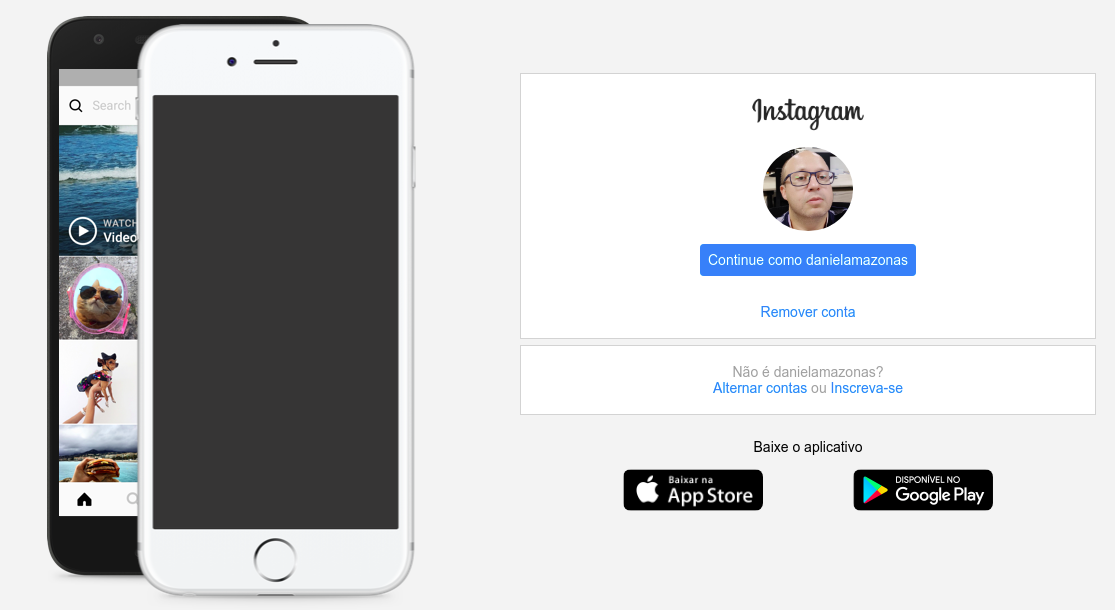 Search
WATCH
Video
Instagram
Continue como danielamazonas
Remover conta
Não é danielamazonas?
Alternar contas ou Inscreva-se
Baixe o aplicativo
Baixar na
App Store
DISPONÍVEL NO
Google Play